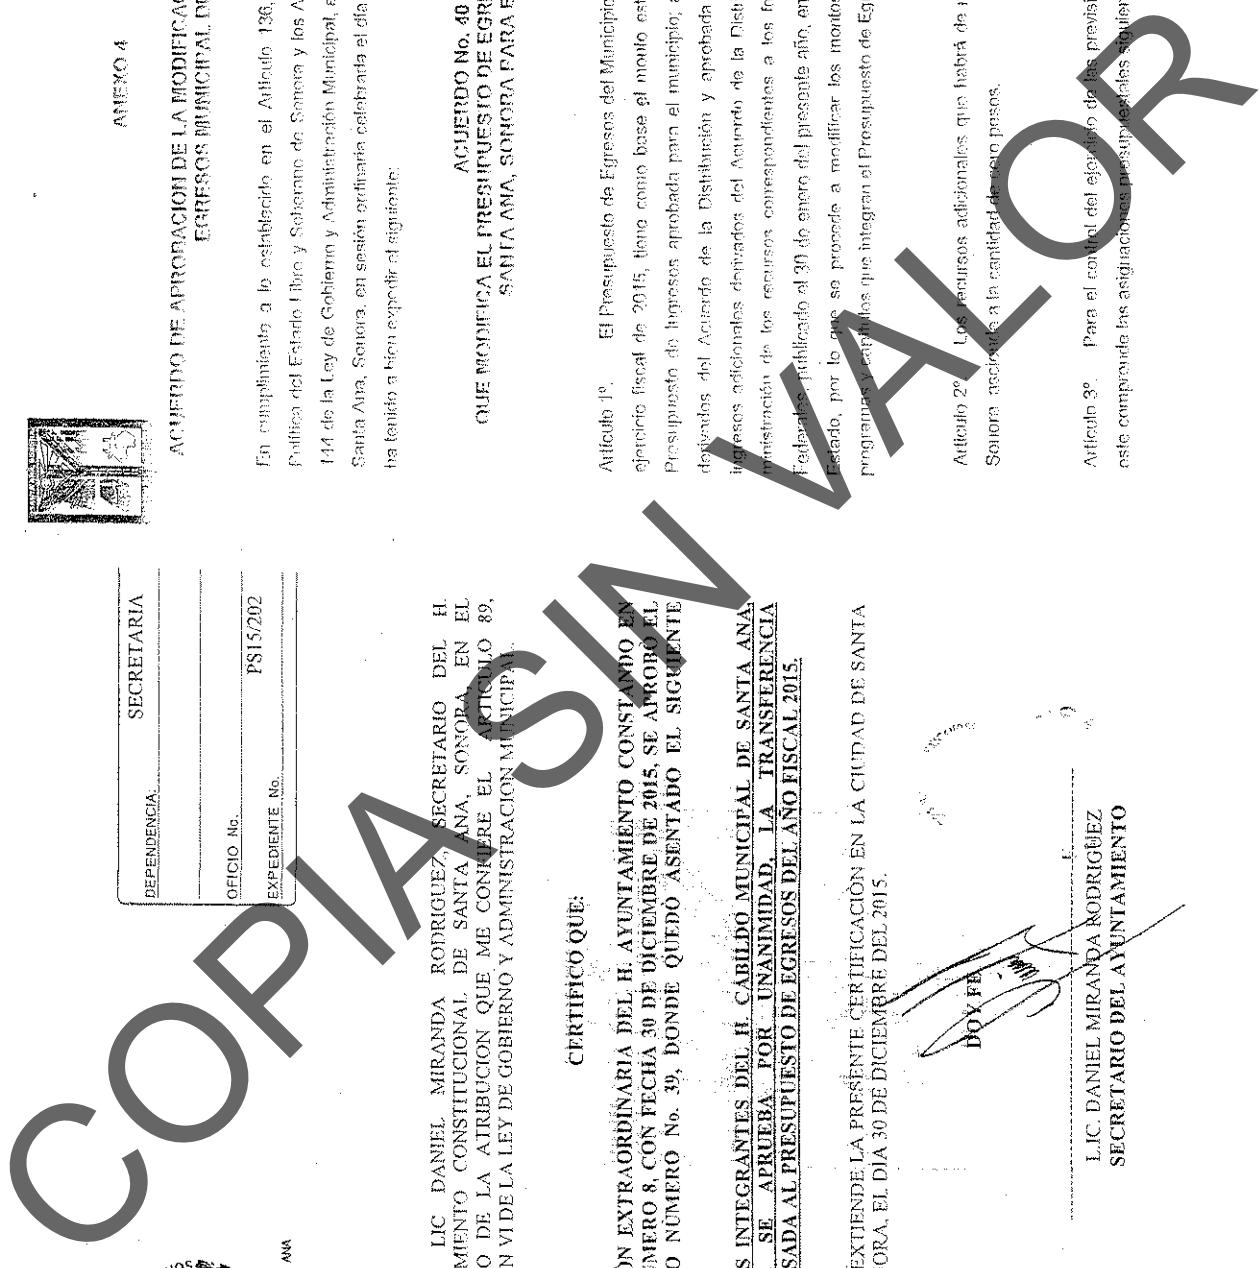 SECRETARIA
DEPENDENCIA:
OFICIO No.
PS15/202
EXPEDIENTE No.
LIC DANIEL MIRANDA RODRIGUEZ, SECRETARIO DEL H.
MIENTO CONSTITUCIONAL DE SANTA ANA, SONORA, EN EL
O DE LA ATRIBUCION QUE ME CONFIERE EL ARTICULO 89,
N VI DE LA LEY DE GOBIERNO Y ADMINISTRACION MUNICIPAL.
CERTIFICO QUE:
ÓN EXTRAORDINARIA DEL H. AYUNTAMIENTO CONSTANDO EN
ÚMERO 8, CON FECHA 30 DE DICIEMBRE DE 2015, SE APROBÓ EL
O NÚMERO No. 39, DONDE QUEDÓ ASENTADO EL SIGUIENTE
S INTEGRANTES DEL H. CABILDO MUNICIPAL DE SANTA ANA,
SE APRUEBA POR UNANIMIDAD, LA TRANSFERENCIA
SADA AL PRESUPUESTO DE EGRESOS DEL AÑO FISCAL 2015.
EXTIENDE LA PRESENTE CERTIFICACIÓN EN LA CIUDAD DE SANTA
ORA, EL DÍA 30 DE DICIEMBRE DEL 2015.
DOY FE
LIC. DANIEL MIRANDA RODRIGUEZ
SECRETARIO DEL AYUNTAMIENTO
ANA
ANEXO 4
ACUERDO DE APROBACION DE LA MODIFICAC
EGRESOS MUNICIPAL DE
En cumplimiento a lo establecido en el Artículo 136,
Política del Estado Libre y Soberano de Sonora y los A
144 de la Ley de Gobierno y Administración Municipal, e
Santa Ana, Sonora, en sesión ordinaria celebrada el día
ha tenido a bien expedir el siguiente:
ACUERDO No. 40
QUE MODIFICA EL PRESUPUESTO DE EGRE
SANTA ANA, SONORA PARA E
Artículo 1°. El Presupuesto de Egresos del Municipio
ejercicio fiscal de 2015, tiene como base el monto est
Presupuesto de Ingresos aprobada para el municipio; a
derivados del Acuerdo de la Distribución y aprobada
ingresos adicionales derivados del Acuerdo de la Distr
ministración de los recursos correspondientes a los fo
Federales, publicado el 30 de enero del presente año, en
Estado, por lo que se procede a modificar los montos
programas y capítulos que integran el Presupuesto de Eg
Artículo 2° Los recursos adicionales que habrá de
Sonora asciende a la cantidad de cero pesos.
Artículo 3° Para el control del ejercicio de las previsi
este comprende las asignaciones presupuestales siguien
COPIA SIN VALOR